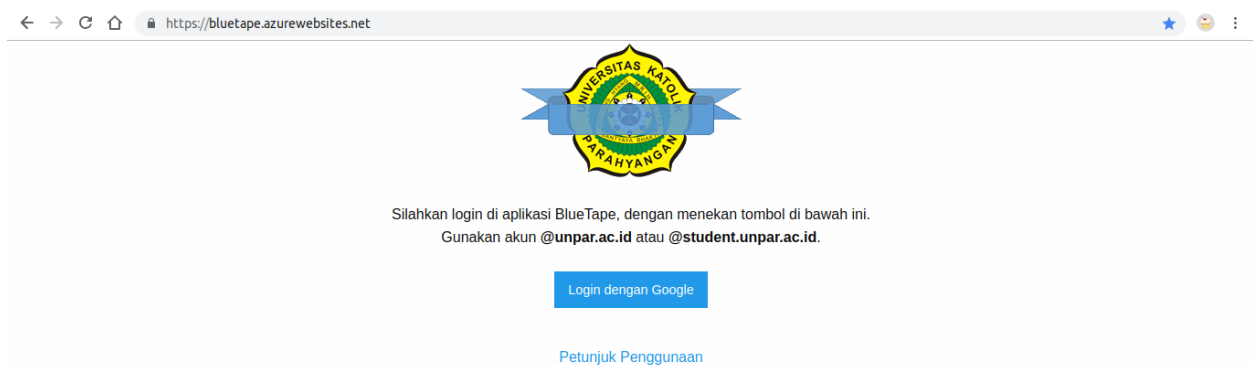 https://bluetape.azurewebsites.net
UNIVERSITAS KATOLIK
PARAHYANGAN
Silahkan login di aplikasi BlueTape, dengan menekan tombol di bawah ini.
Gunakan akun @unpar.ac.id atau @student.unpar.ac.id.
Login dengan Google
Petunjuk Penggunaan